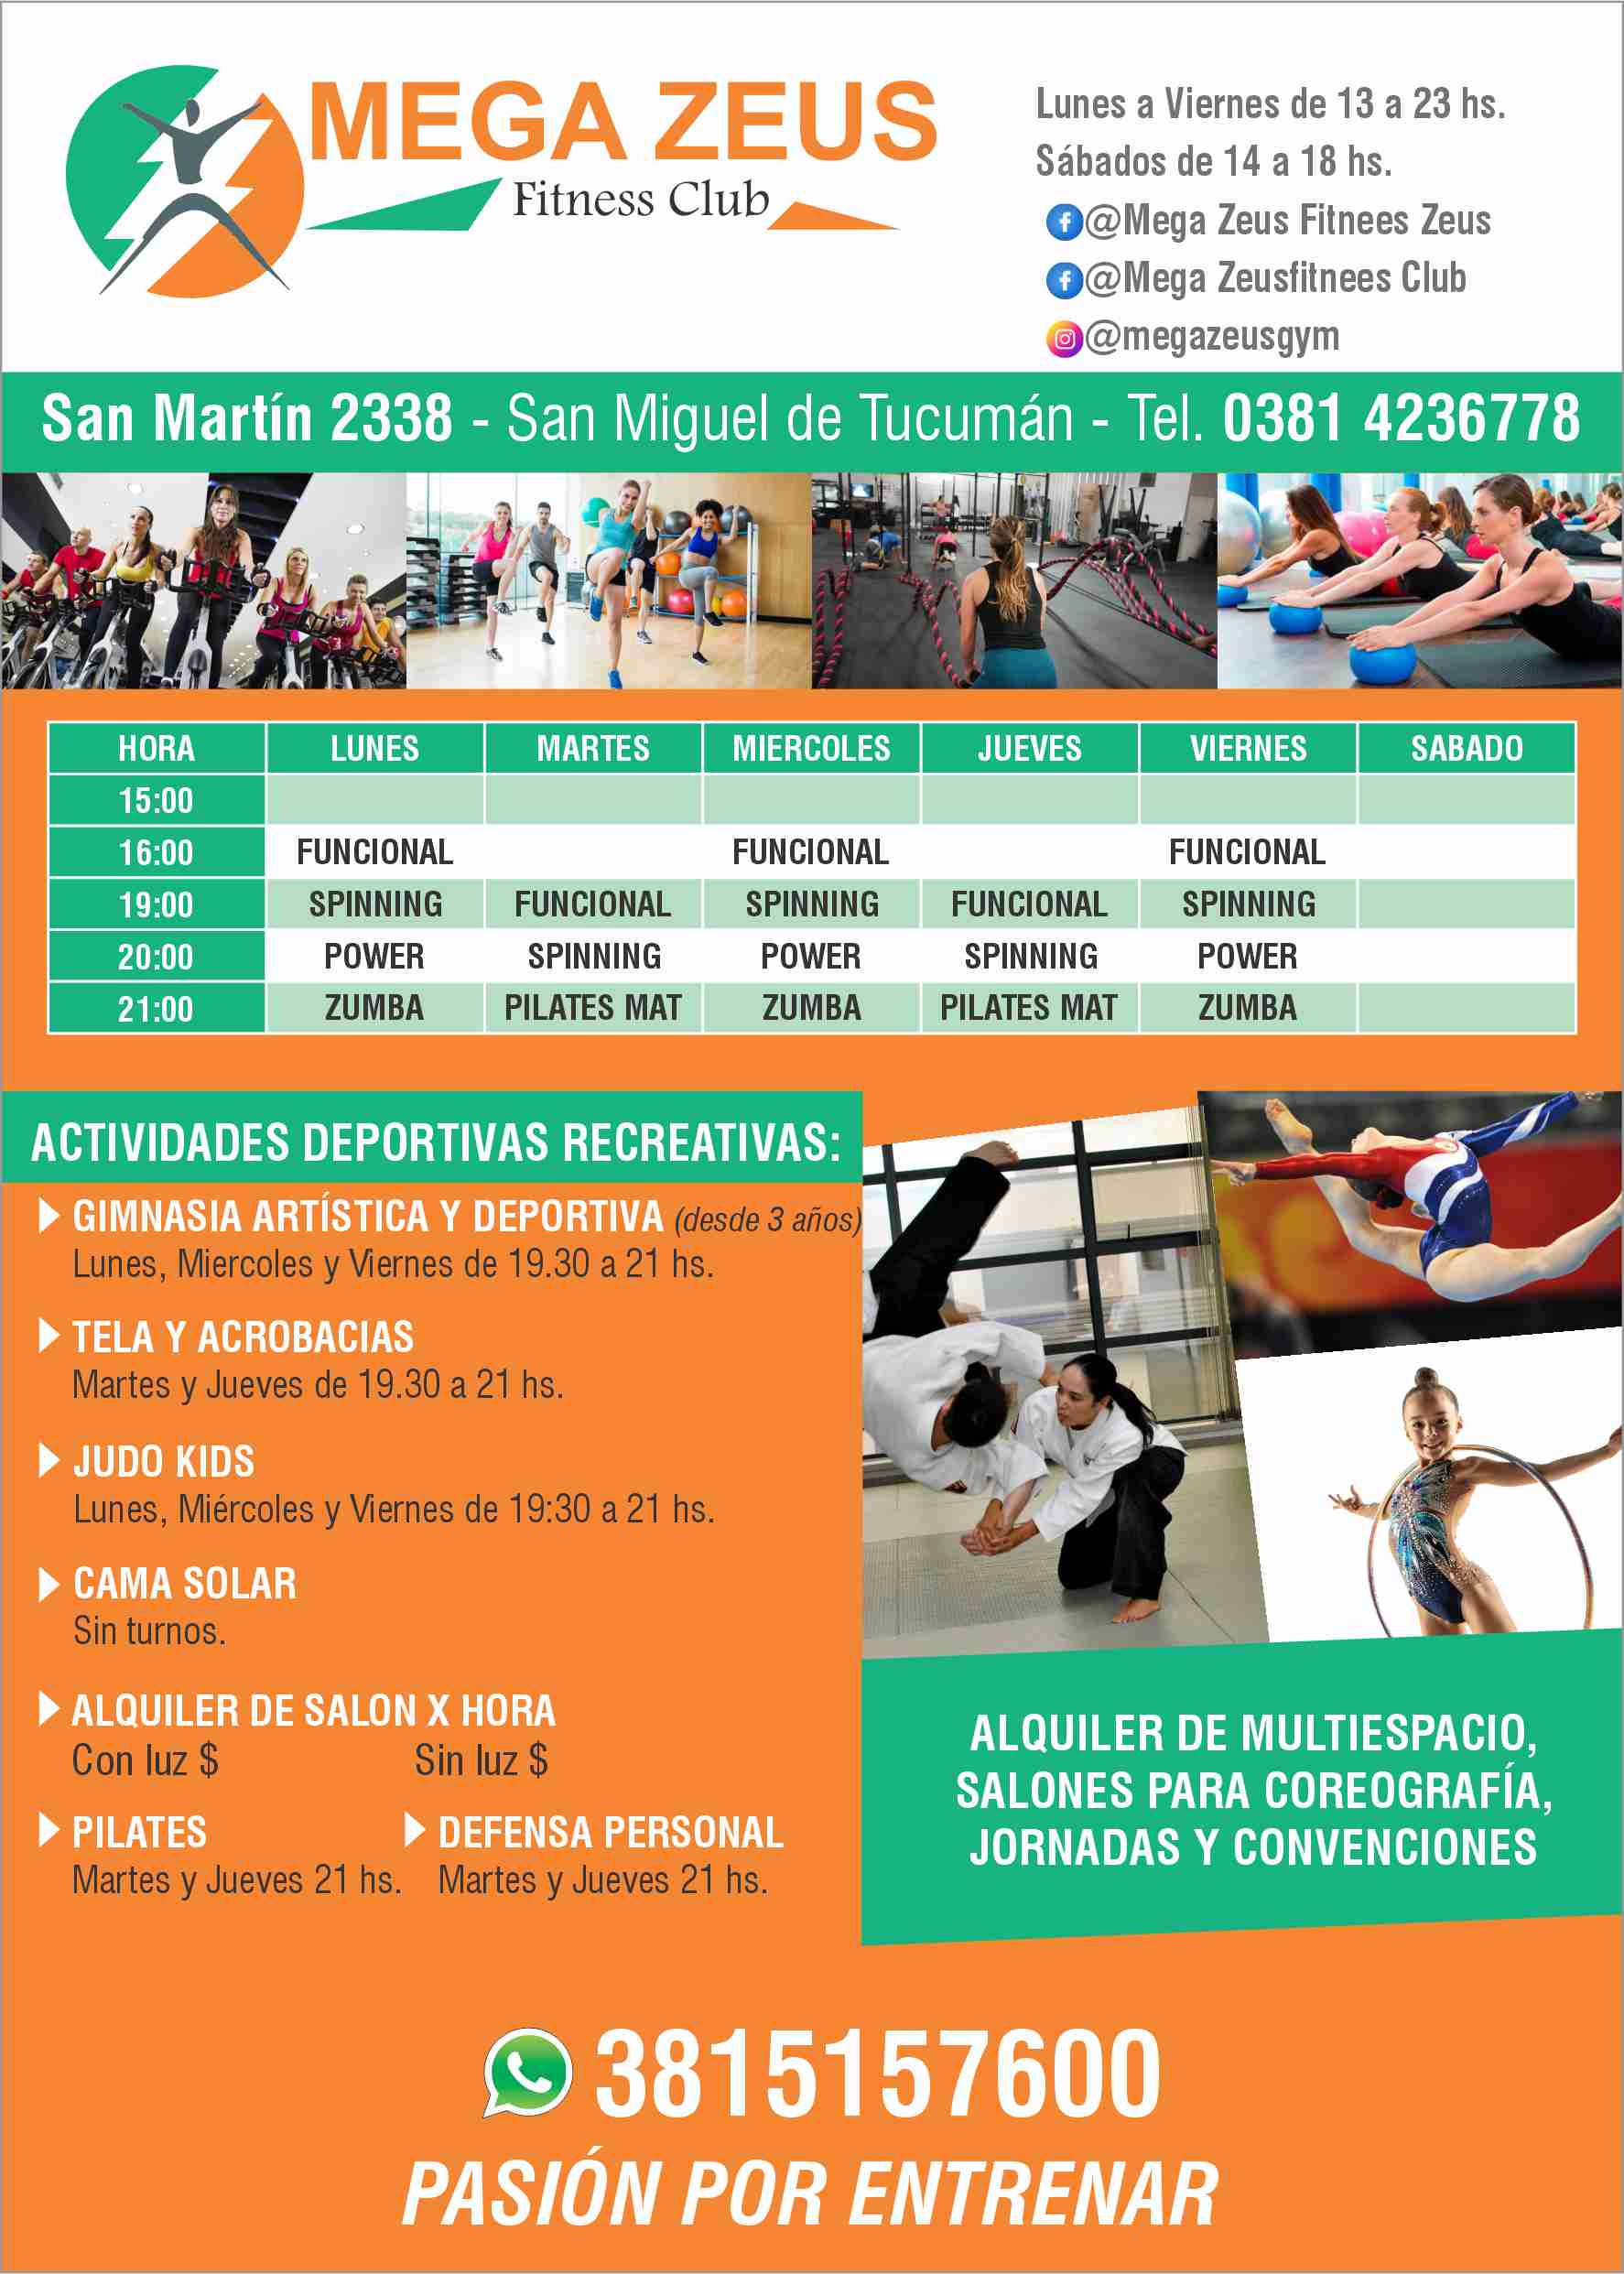 MEGA ZEUS
Fitness Club
Lunes a Viernes de 13 a 23 hs.
Sábados de 14 a 18 hs.
@Mega Zeus Fitnees Zeus
@Mega Zeusfitnees Club
@megazeusgym
San Martín 2338 - San Miguel de Tucumán - Tel. 0381 4236778
HORA LUNES MARTES MIERCOLES JUEVES VIERNES SABADO
15:00
16:00 FUNCIONAL FUNCIONAL FUNCIONAL
19:00 SPINNING FUNCIONAL SPINNING FUNCIONAL SPINNING
20:00 POWER SPINNING POWER SPINNING POWER
21:00 ZUMBA PILATES MAT ZUMBA PILATES MAT ZUMBA
ACTIVIDADES DEPORTIVAS RECREATIVAS:
GIMNASIA ARTÍSTICA Y DEPORTIVA (desde 3 años)
Lunes, Miercoles y Viernes de 19.30 a 21 hs.
TELA Y ACROBACIAS
Martes y Jueves de 19.30 a 21 hs.
JUDO KIDS
Lunes, Miércoles y Viernes de 19:30 a 21 hs.
CAMA SOLAR
Sin turnos.
ALQUILER DE SALON X HORA
Con luz $ Sin luz $
PILATES DEFENSA PERSONAL
Martes y Jueves 21 hs. Martes y Jueves 21 hs.
ALQUILER DE MULTIESPACIO,
SALONES PARA COREOGRAFÍA,
JORNADAS Y CONVENCIONES
3815157600
PASIÓN POR ENTRENAR